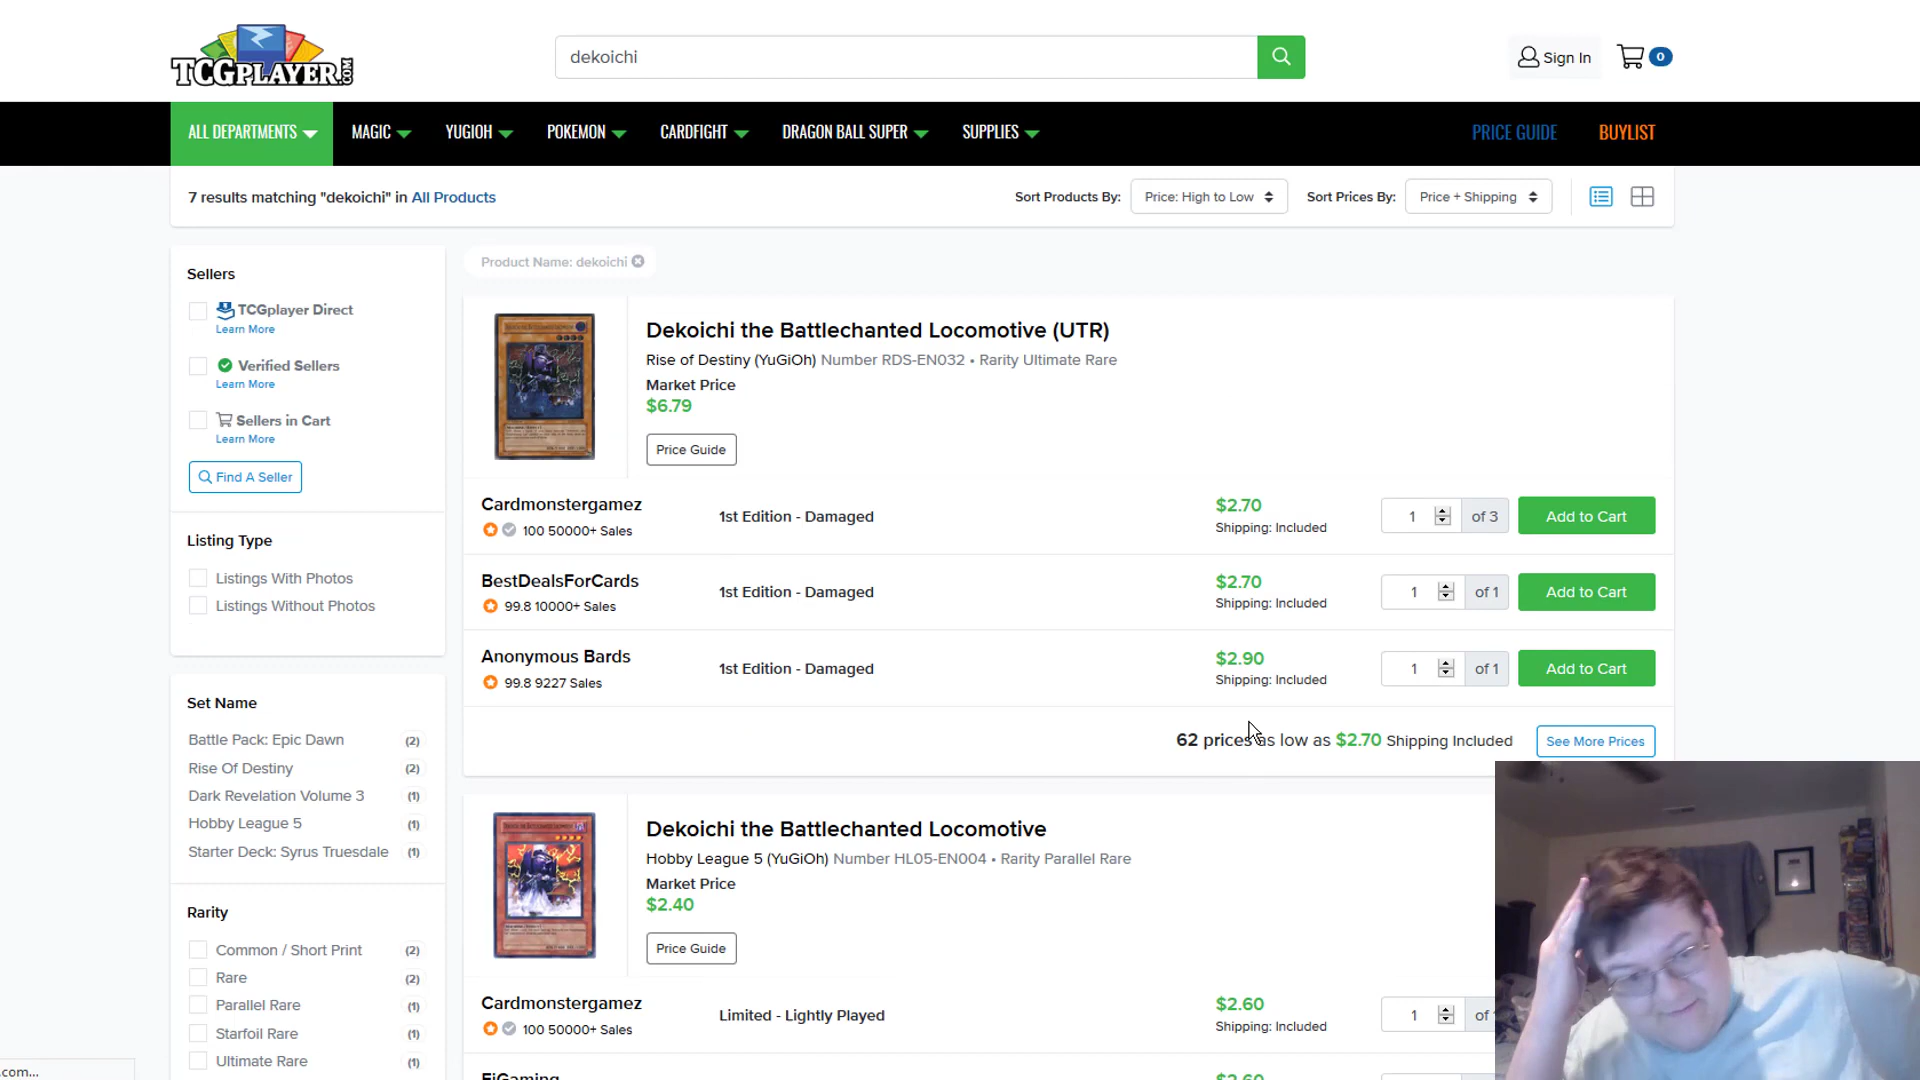 TCGPLAYER.COM
dekoichi
Sign In
0
ALL DEPARTMENTS
MAGIC
YUGIOH
POKEMON
CARDFIGHT
DRAGON BALL SUPER
SUPPLIES
PRICE GUIDE
BUYLIST
7 results matching "dekoichi" in All Products
Sort Products By:
Price: High to Low
Sort Prices By:
Price + Shipping
Sellers
TCGplayer Direct
Learn More
Verified Sellers
Learn More
Sellers in Cart
Learn More
Find A Seller
Listing Type
Listings With Photos
Listings Without Photos
Set Name
Battle Pack: Epic Dawn (2)
Rise Of Destiny (2)
Dark Revelation Volume 3 (1)
Hobby League 5 (1)
Starter Deck: Syrus Truesdale (1)
Rarity
Common / Short Print (2)
Rare (2)
Parallel Rare (1)
Starfoil Rare (1)
Ultimate Rare (1)
Product Name: dekoichi
Dekoichi the Battlechanted Locomotive (UTR)
Rise of Destiny (YuGiOh) Number RDS-EN032 • Rarity Ultimate Rare
Market Price
$6.79
Price Guide
Cardmonstergamez
100 50000+ Sales
1st Edition - Damaged
$2.70
Shipping: Included
1 of 3
Add to Cart
BestDealsForCards
99.8 10000+ Sales
1st Edition - Damaged
$2.70
Shipping: Included
1 of 1
Add to Cart
Anonymous Bards
99.8 9227 Sales
1st Edition - Damaged
$2.90
Shipping: Included
1 of 1
Add to Cart
62 prices as low as $2.70 Shipping Included
See More Prices
Dekoichi the Battlechanted Locomotive
Hobby League 5 (YuGiOh) Number HL05-EN004 • Rarity Parallel Rare
Market Price
$2.40
Price Guide
Cardmonstergamez
100 50000+ Sales
Limited - Lightly Played
$2.60
Shipping: Included
1 of
EjGaming
$2.60
.com...